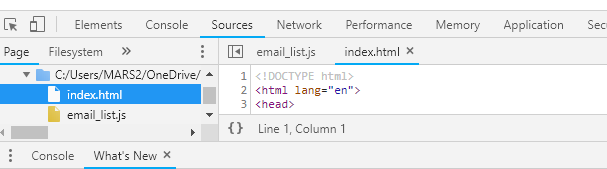 Elements Console Sources Network Performance Memory Application Sec
Page Filesystem » email_list.js index.html ×
C:/Users/MARS2/OneDrive/
index.html
email_list.js
1 <!DOCTYPE html>
2 <html lang="en">
3 <head>
{} Line 1, Column 1
Console What's New ×